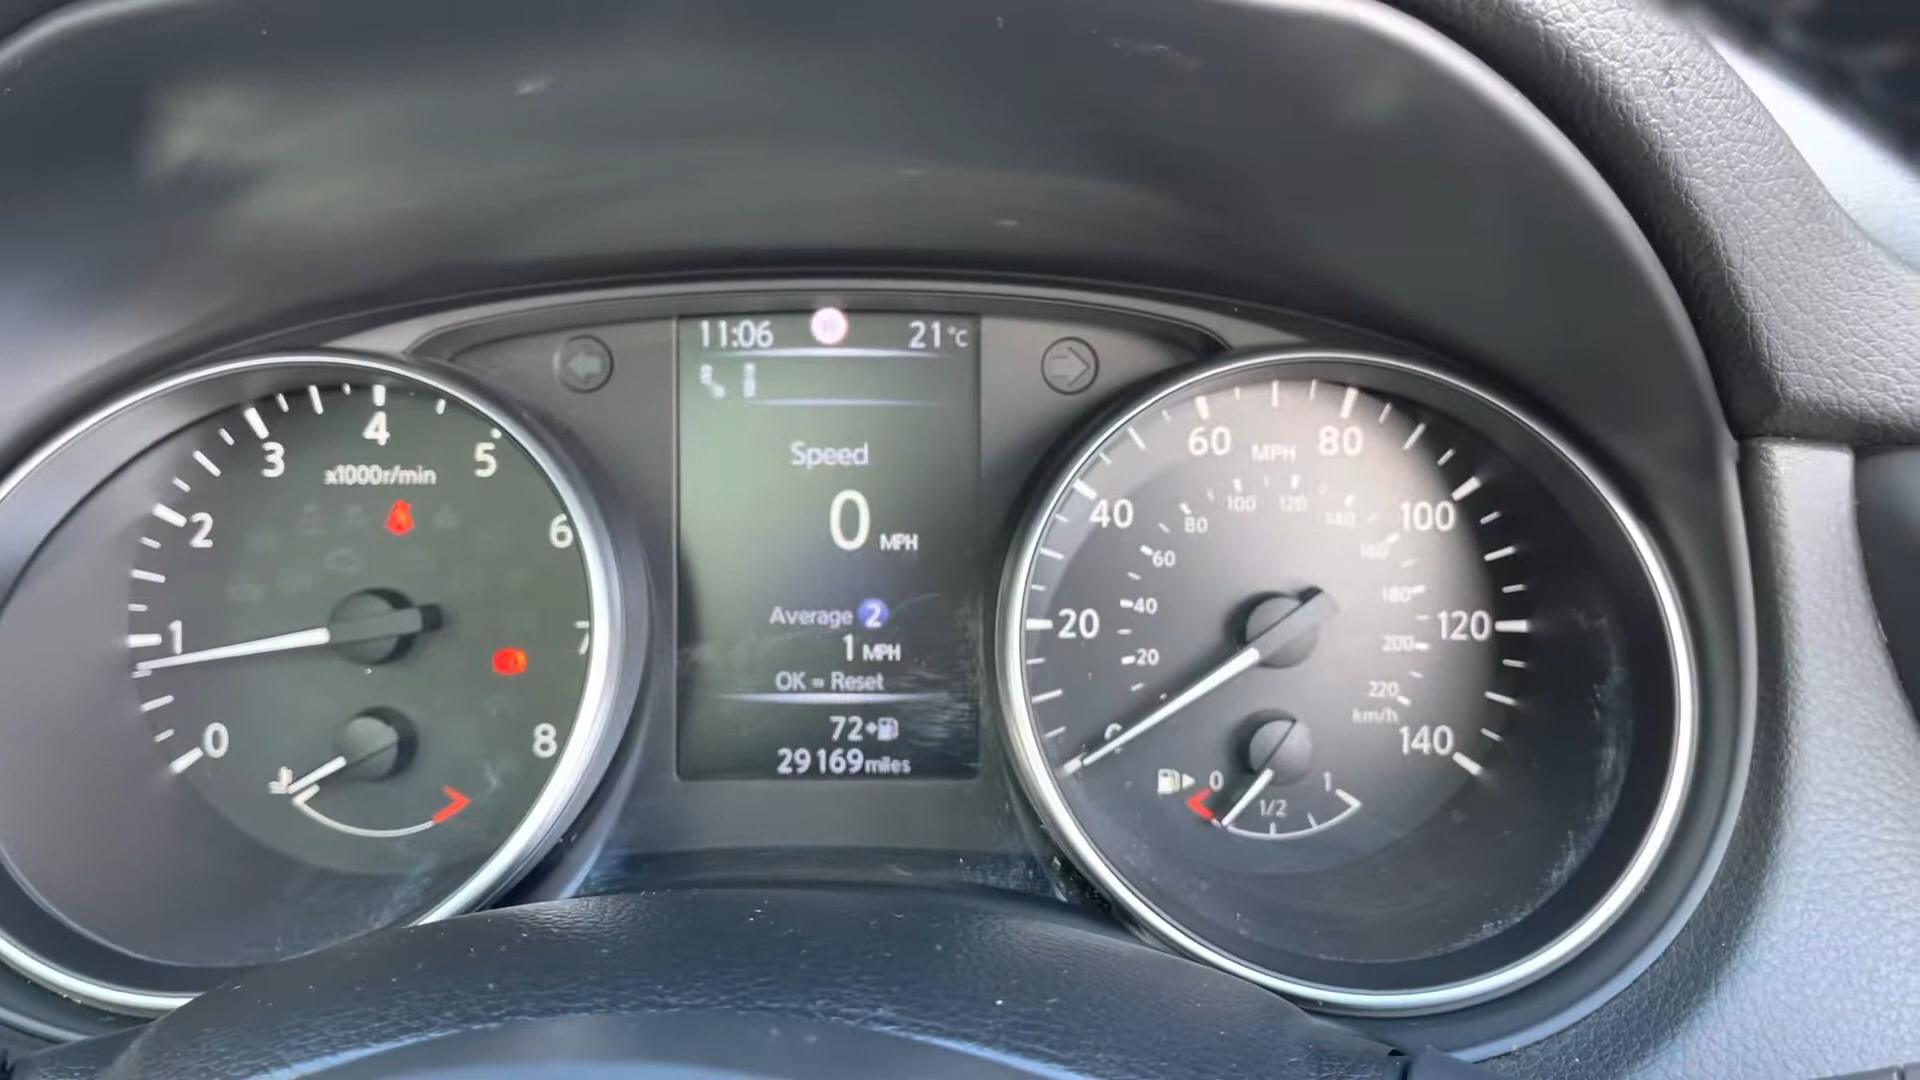 11:06 21°C
Speed
0 MPH
Average 2
1 MPH
OK = Reset
72
29169 miles
0
1
2
3
4
5
6
7
8
x1000r/min
20
40
60
80
100
120
140
MPH
20
40
60
80
100
120
140
160
180
200
220
km/h
0 1/2 1